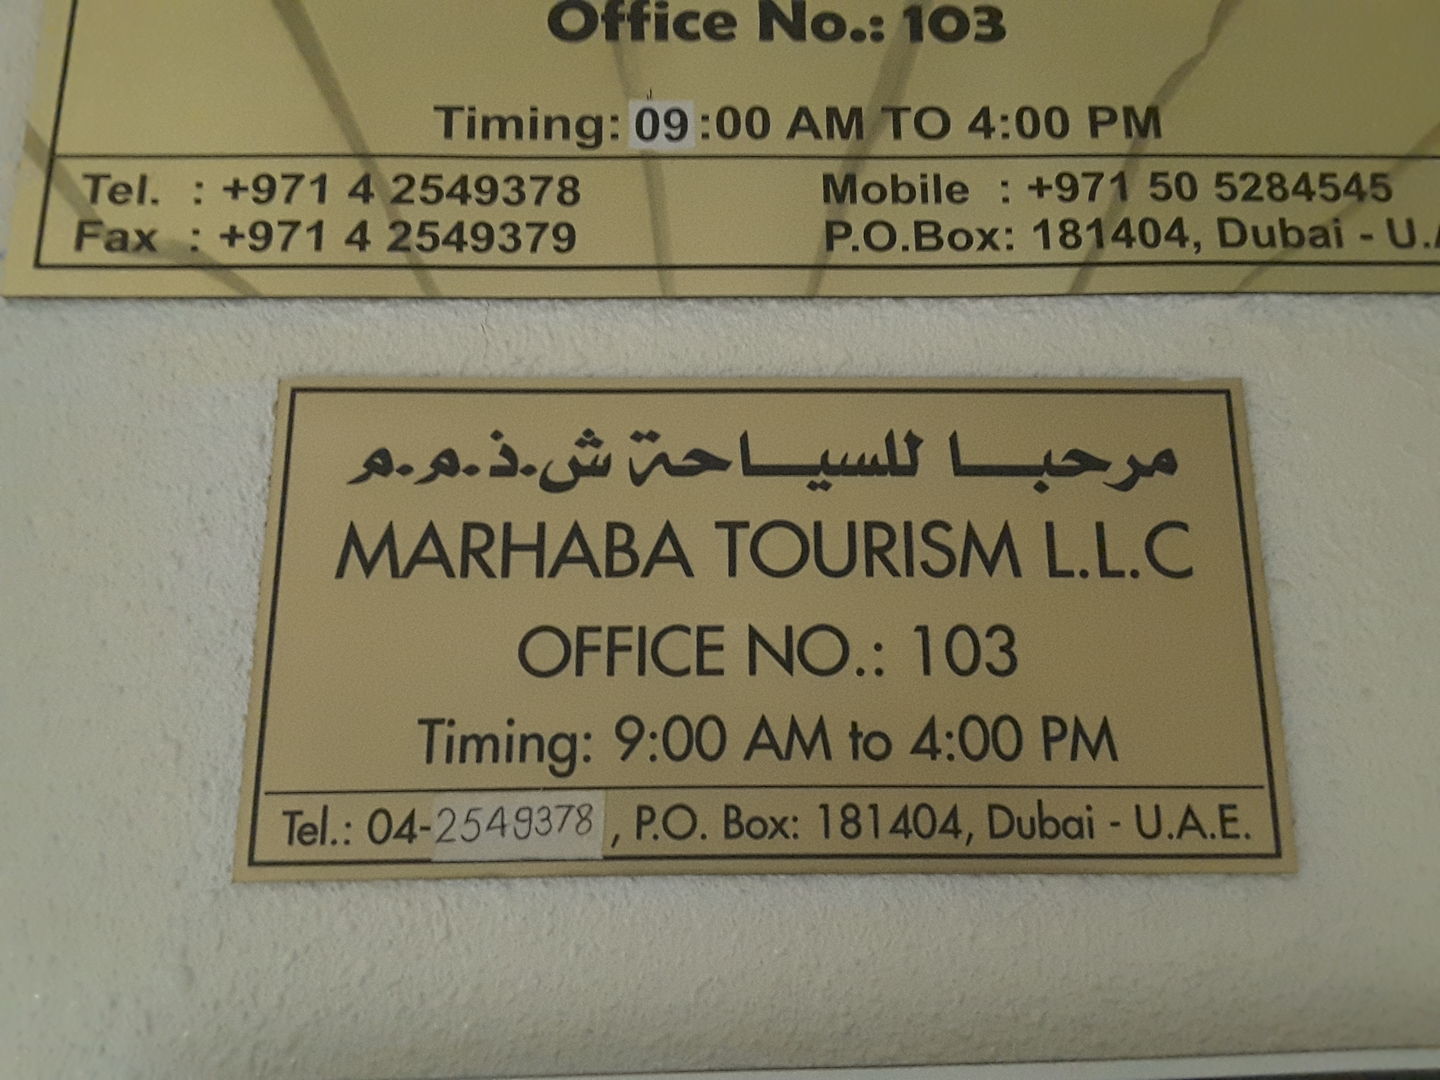 Office No.: 103
Timing: 09:00 AM TO 4:00 PM
Tel. : +971 4 2549378
Mobile : +971 50 5284545
Fax : +971 4 2549379
P.O.Box: 181404, Dubai - U.
مرحبا للسياحة ش.ذ.م.م
MARHABA TOURISM L.L.C
OFFICE NO.: 103
Timing: 9:00 AM to 4:00 PM
Tel.: 04-2549378, P.O. Box: 181404, Dubai - U.A.E.